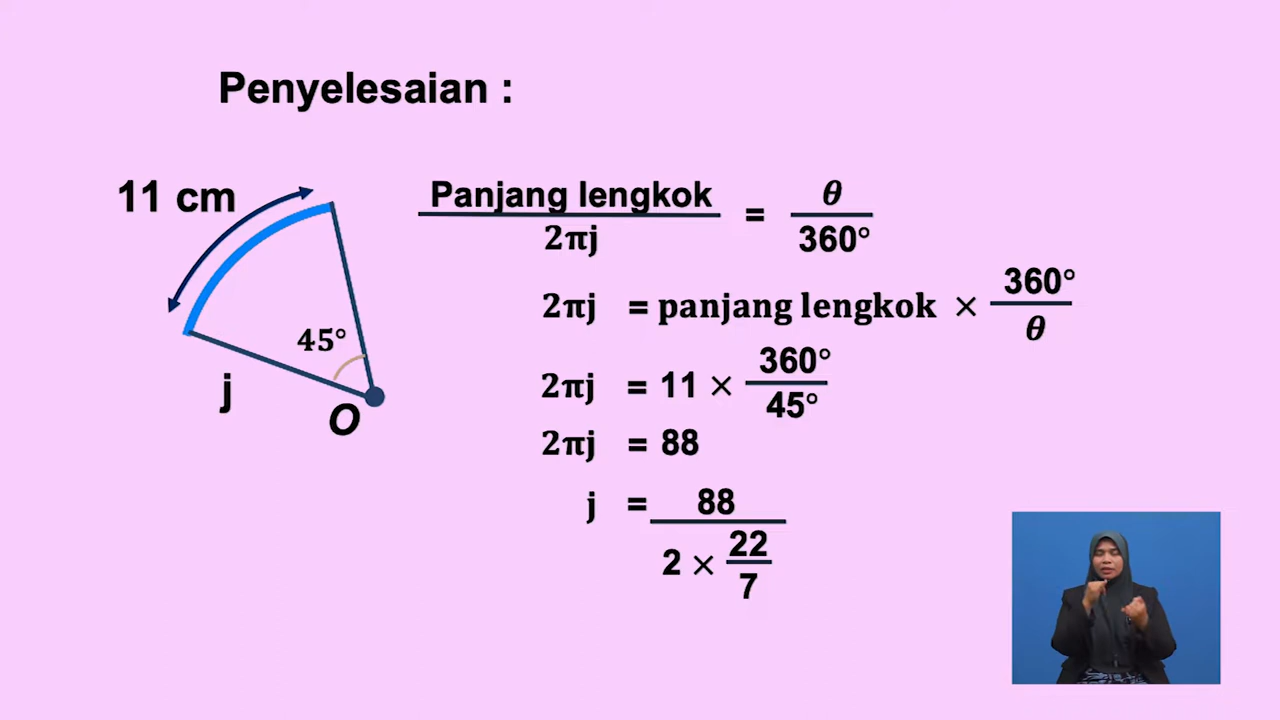 Penyelesaian :
11 cm
45°
j
O
Panjang lengkok / 2πj = θ / 360°
2πj = panjang lengkok × 360° / θ
2πj = 11 × 360° / 45°
2πj = 88
j = 88 / 2 × 22 / 7